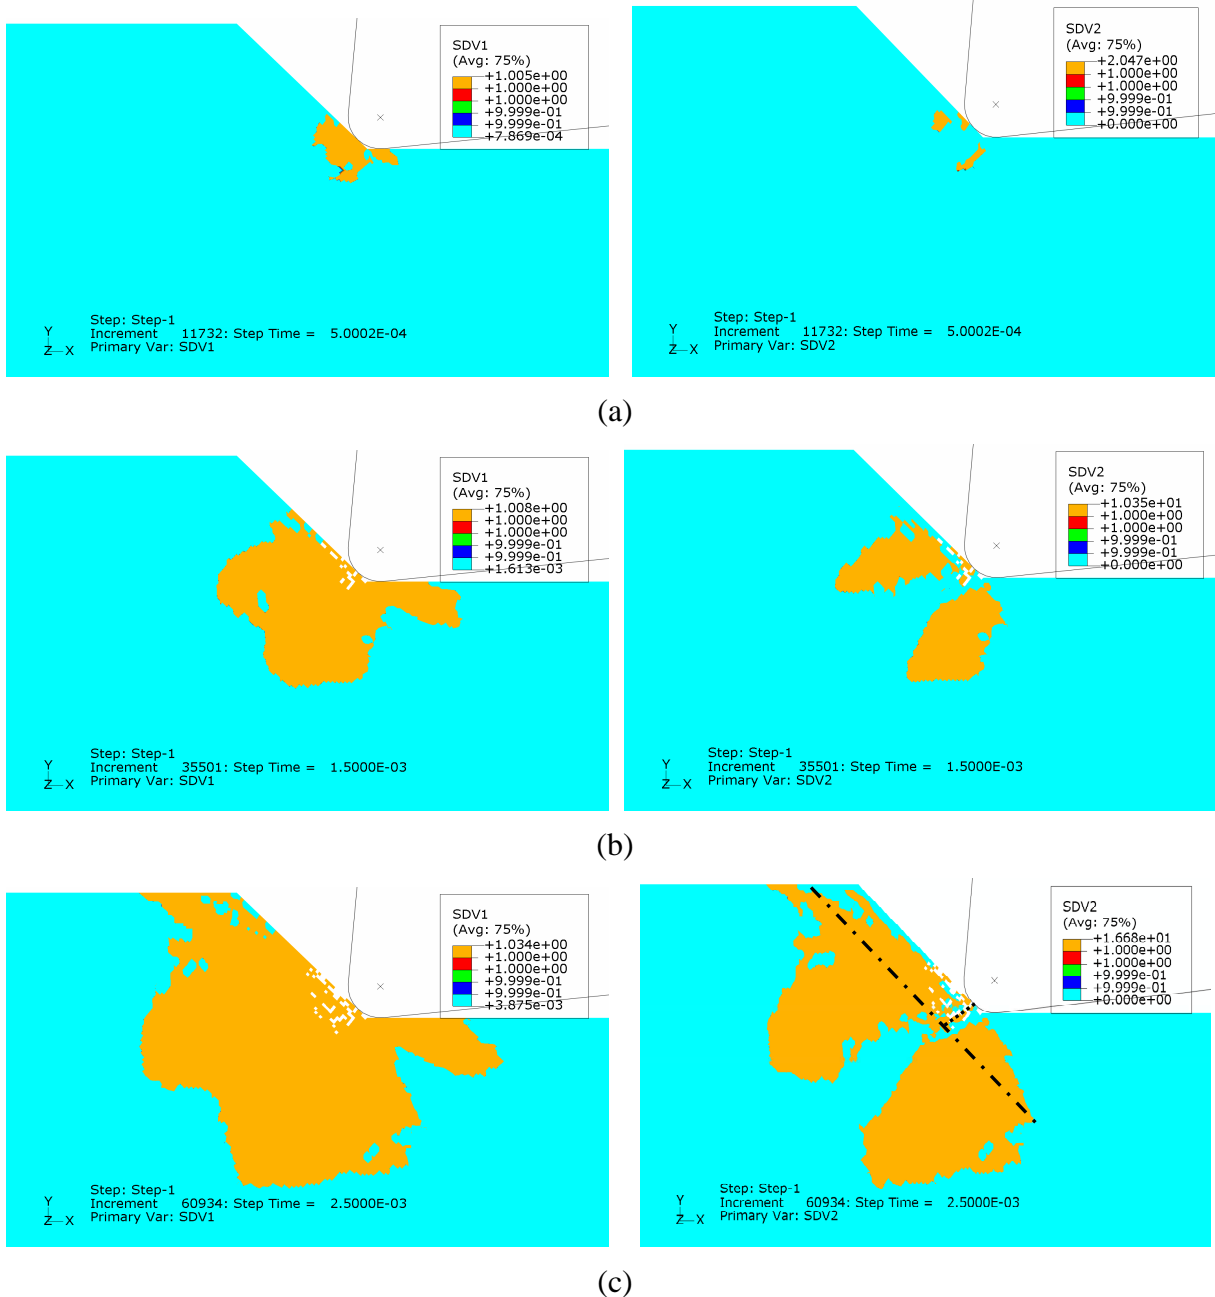 SDV1
(Avg: 75%)
+1.005e+00
+1.000e+00
+1.000e+00
+9.999e-01
+9.999e-01
+7.869e-04
Step: Step-1
Increment 11732: Step Time = 5.0002E-04
Primary Var: SDV1
Y
Z X
SDV2
(Avg: 75%)
+2.047e+00
+1.000e+00
+1.000e+00
+9.999e-01
+9.999e-01
+0.000e+00
Step: Step-1
Increment 11732: Step Time = 5.0002E-04
Primary Var: SDV2
Y
Z X
(a)
SDV1
(Avg: 75%)
+1.008e+00
+1.000e+00
+1.000e+00
+9.999e-01
+9.999e-01
+1.613e-03
Step: Step-1
Increment 35501: Step Time = 1.5000E-03
Primary Var: SDV1
Y
Z X
SDV2
(Avg: 75%)
+1.035e+01
+1.000e+00
+1.000e+00
+9.999e-01
+9.999e-01
+0.000e+00
Step: Step-1
Increment 35501: Step Time = 1.5000E-03
Primary Var: SDV2
Y
Z X
(b)
SDV1
(Avg: 75%)
+1.034e+00
+1.000e+00
+1.000e+00
+9.999e-01
+9.999e-01
+3.875e-03
Step: Step-1
Increment 60934: Step Time = 2.5000E-03
Primary Var: SDV1
Y
Z X
SDV2
(Avg: 75%)
+1.668e+01
+1.000e+00
+1.000e+00
+9.999e-01
+9.999e-01
+0.000e+00
Step: Step-1
Increment 60934: Step Time = 2.5000E-03
Primary Var: SDV2
Y
Z X
(c)